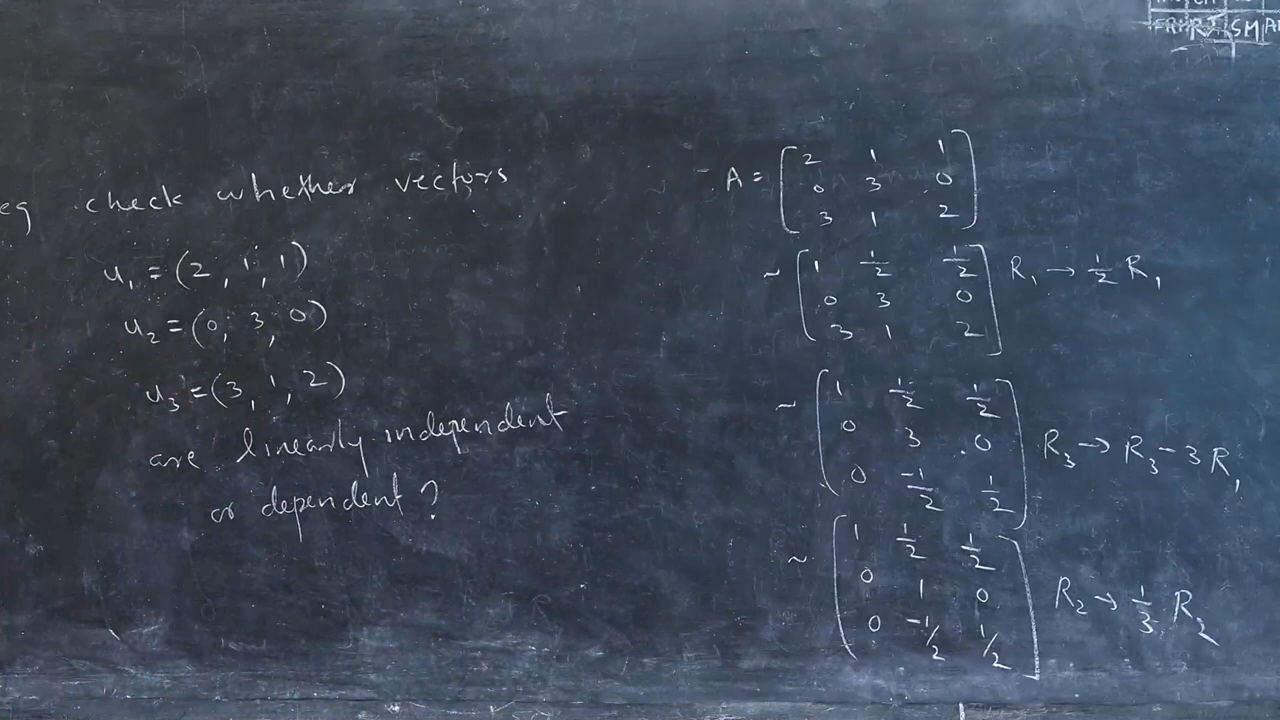 eg check whether vectors
u₁ = (2, 1, 1)
u₂ = (0, 3, 0)
u₃ = (3, 1, 2)
are linearly independent
or dependent?
A = [2 1 1
0 3 0
3 1 2]
~ [1 1/2 1/2
0 3 0
3 1 2] R₁ → 1/2 R₁
~ [1 1/2 1/2
0 3 0
0 -1/2 1/2] R₃ → R₃ - 3R₁
~ [1 1/2 1/2
0 1 0
0 -1/2 1/2] R₂ → 1/3 R₂